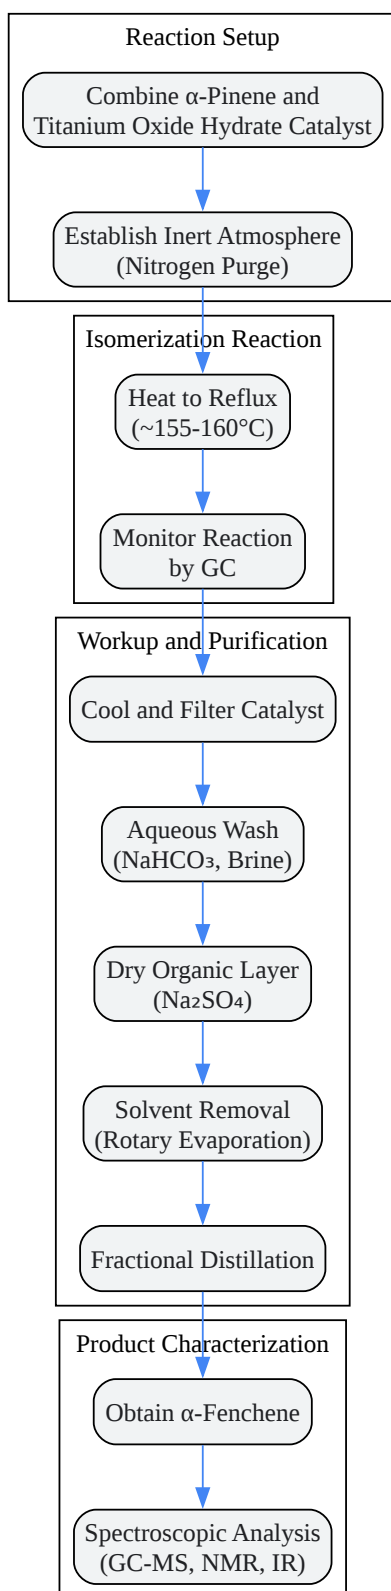 Reaction Setup
Combine α-Pinene and
Titanium Oxide Hydrate Catalyst
Establish Inert Atmosphere
(Nitrogen Purge)
Isomerization Reaction
Heat to Reflux
(~155-160°C)
Monitor Reaction
by GC
Workup and Purification
Cool and Filter Catalyst
Aqueous Wash
(NaHCO₃, Brine)
Dry Organic Layer
(Na₂SO₄)
Solvent Removal
(Rotary Evaporation)
Fractional Distillation
Product Characterization
Obtain α-Fenchene
Spectroscopic Analysis
(GC-MS, NMR, IR)